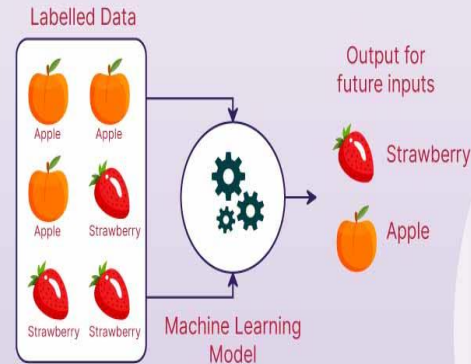 Labelled Data
Apple
Apple
Apple
Strawberry
Strawberry
Strawberry
Machine Learning
Model
Output for
future inputs
Strawberry
Apple